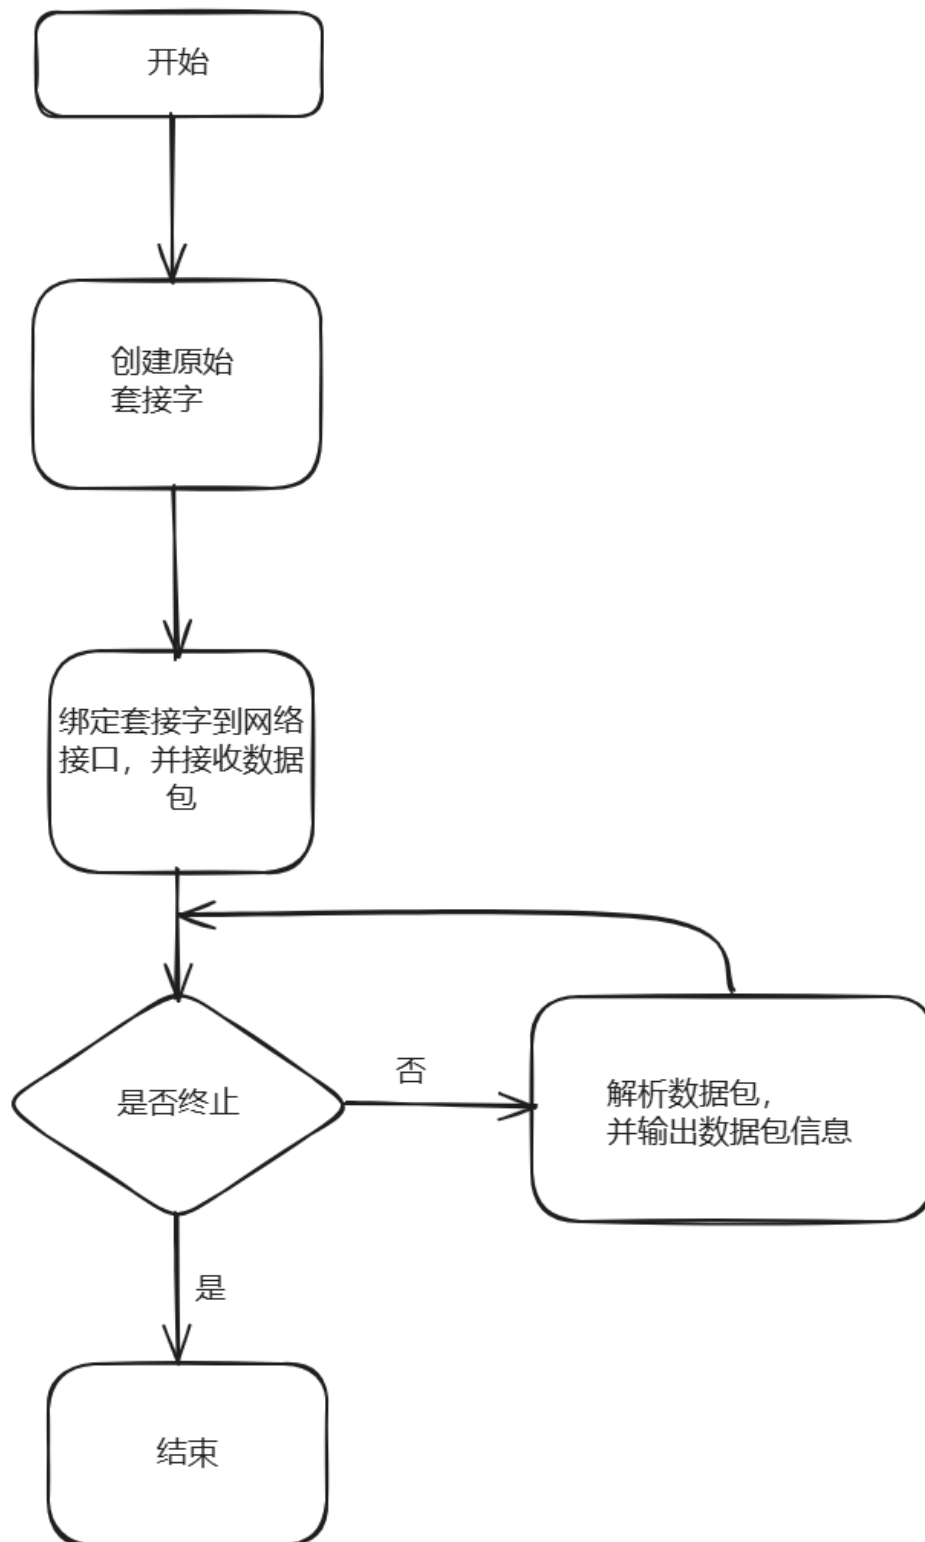 开始
创建原始
套接字
绑定套接字到网络
接口，并接收数据
包
是否终止
否
解析数据包，
并输出数据包信息
是
结束